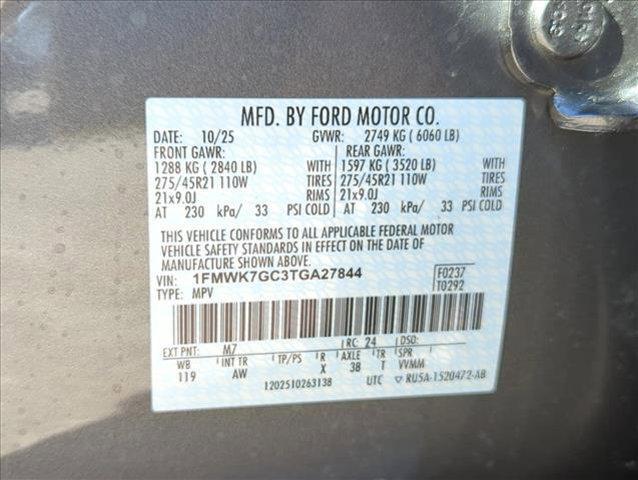 MFD. BY FORD MOTOR CO.
DATE: 10/25 GVWR: 2749 KG ( 6060 LB)
FRONT GAWR: REAR GAWR:
1288 KG ( 2840 LB) WITH 1597 KG ( 3520 LB) WITH
275/45R21 110W TIRES 275/45R21 110W TIRES
21x9.0J RIMS 21x9.0J RIMS
AT 230 kPa/ 33 PSI COLD AT 230 kPa/ 33 PSI COLD
THIS VEHICLE CONFORMS TO ALL APPLICABLE FEDERAL MOTOR
VEHICLE SAFETY STANDARDS IN EFFECT ON THE DATE OF
MANUFACTURE SHOWN ABOVE.
VIN: 1FMWK7GC3TGA27844 F0237
TYPE: MPV T0292
EXT PNT: M7 RC: 24 DSO:
WB INT TR TP/PS R AXLE TR SPR
119 AW X 38 T VVMM
1202510263138 UTC ▽ RU5A-1520472-AB